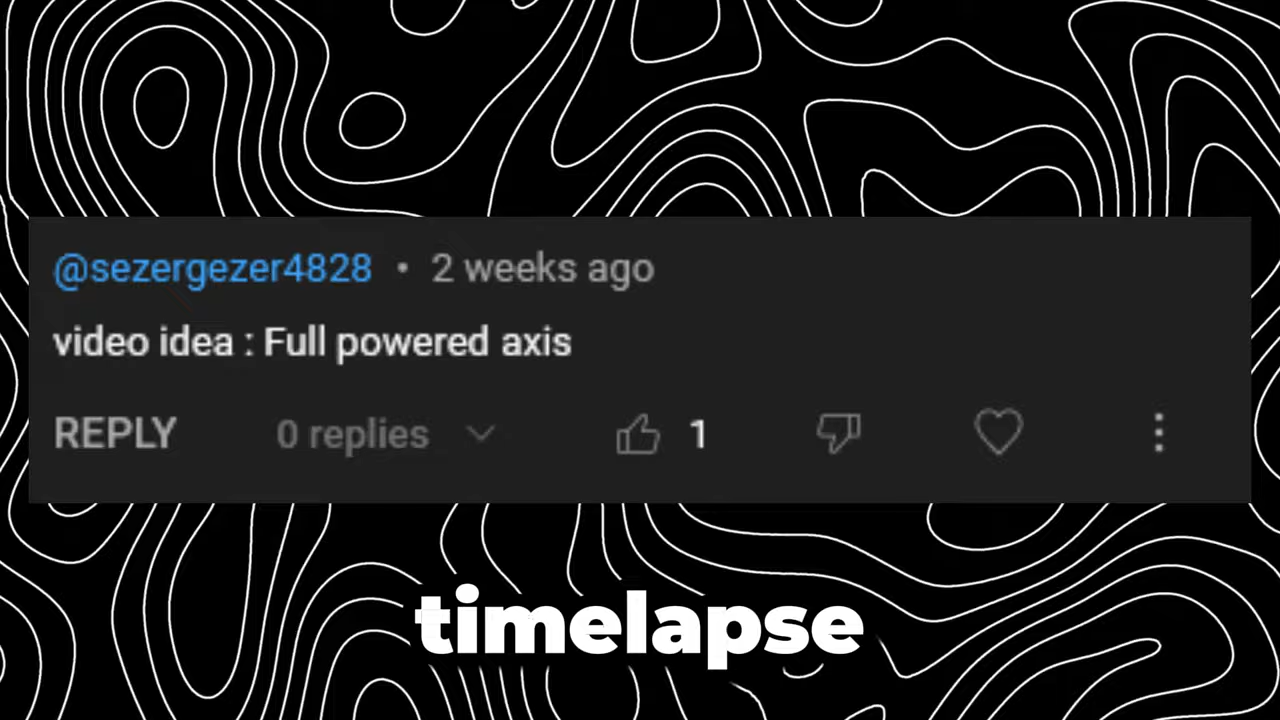 @sezergezer4828 • 2 weeks ago
video idea : Full powered axis
REPLY 0 replies 1
timelapse